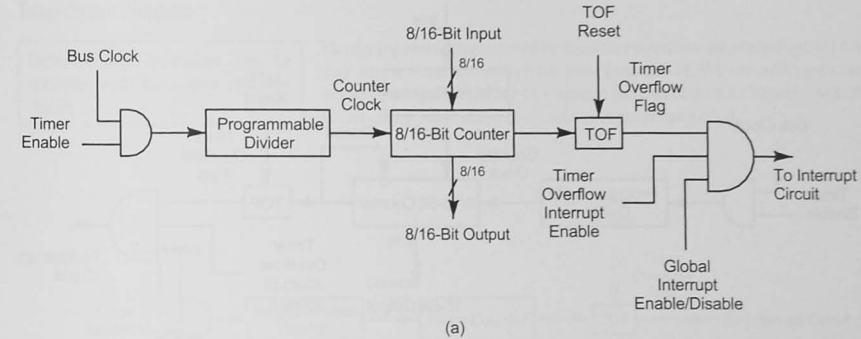 8/16-Bit Input
TOF
Reset
Bus Clock
8/16
Timer
Overflow
Flag
Counter
Clock
Timer
Enable
Programmable
Divider
8/16-Bit Counter
TOF
8/16
Timer
Overflow
Interrupt
Enable
To Interrupt
Circuit
8/16-Bit Output
Global
Interrupt
Enable/Disable
(a)